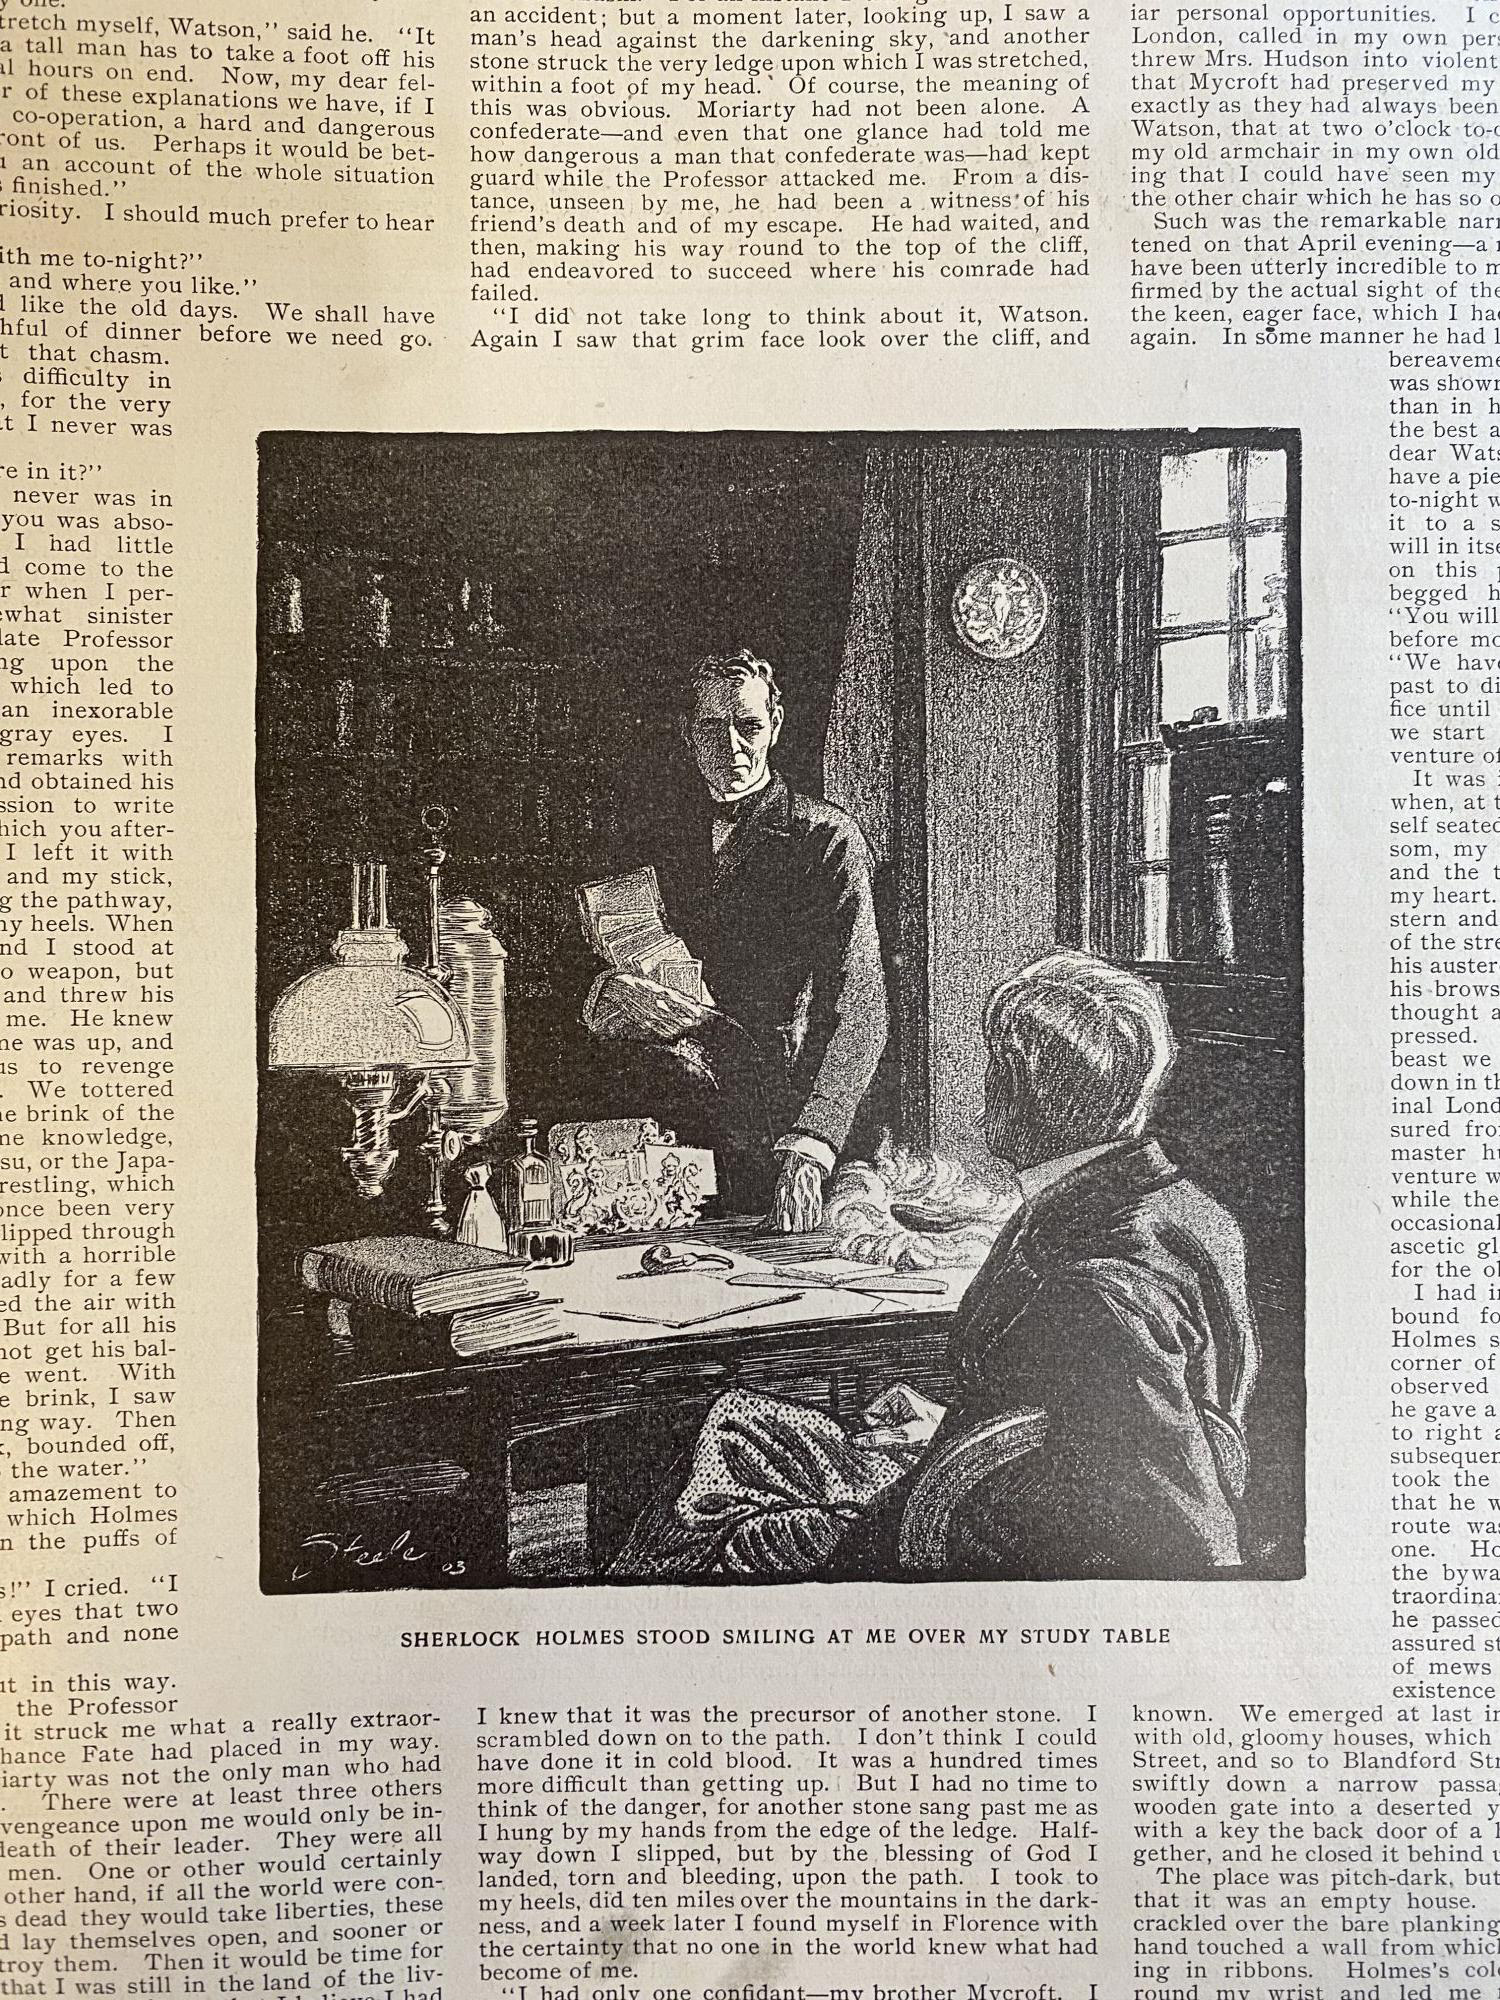 y one.
tretch myself, Watson,” said he. “It
a tall man has to take a foot off his
al hours on end. Now, my dear fel-
r of these explanations we have, if I
co-operation, a hard and dangerous
ront of us. Perhaps it would be bet-
u an account of the whole situation
s finished.”
riosity. I should much prefer to hear
ith me to-night?”
and where you like.”
d like the old days. We shall have
hful of dinner before we need go.
t that chasm.
s difficulty in
, for the very
at I never was
re in it?”
never was in
you was abso-
I had little
d come to the
r when I per-
ewhat sinister
late Professor
ng upon the
which led to
an inexorable
gray eyes. I
remarks with
nd obtained his
ssion to write
hich you after-
I left it with
and my stick,
g the pathway,
ny heels. When
nd I stood at
o weapon, but
and threw his
me. He knew
ne was up, and
us to revenge
. We tottered
he brink of the
ne knowledge,
su, or the Japa-
restling, which
once been very
lipped through
with a horrible
adly for a few
ed the air with
But for all his
not get his bal-
e went. With
e brink, I saw
ng way. Then
k, bounded off,
the water.”
amazement to
which Holmes
n the puffs of
s!” I cried. “I
eyes that two
path and none
ut in this way.
the Professor
it struck me what a really extraor-
hance Fate had placed in my way.
iarty was not the only man who had
. There were at least three others
vengeance upon me would only be in-
death of their leader. They were all
men. One or other would certainly
other hand, if all the world were con-
s dead they would take liberties, these
d lay themselves open, and sooner or
troy them. Then it would be time for
that I was still in the land of the liv-
an accident; but a moment later, looking up, I saw a
man's head against the darkening sky, and another
stone struck the very ledge upon which I was stretched,
within a foot of my head. Of course, the meaning of
this was obvious. Moriarty had not been alone. A
confederate—and even that one glance had told me
how dangerous a man that confederate was—had kept
guard while the Professor attacked me. From a dis-
tance, unseen by me, he had been a witness of his
friend's death and of my escape. He had waited, and
then, making his way round to the top of the cliff,
had endeavored to succeed where his comrade had
failed.
“I did not take long to think about it, Watson.
Again I saw that grim face look over the cliff, and
Steele 03
SHERLOCK HOLMES STOOD SMILING AT ME OVER MY STUDY TABLE
I knew that it was the precursor of another stone. I
scrambled down on to the path. I don't think I could
have done it in cold blood. It was a hundred times
more difficult than getting up. But I had no time to
think of the danger, for another stone sang past me as
I hung by my hands from the edge of the ledge. Half-
way down I slipped, but by the blessing of God I
landed, torn and bleeding, upon the path. I took to
my heels, did ten miles over the mountains in the dark-
ness, and a week later I found myself in Florence with
the certainty that no one in the world knew what had
become of me.
“I had only one confidant—my brother Mycroft. I
iar personal opportunities. I c
London, called in my own pers
threw Mrs. Hudson into violent
that Mycroft had preserved my
exactly as they had always been
Watson, that at two o'clock to-d
my old armchair in my own old
ing that I could have seen my
the other chair which he has so o
Such was the remarkable narr
tened on that April evening—a n
have been utterly incredible to m
firmed by the actual sight of the
the keen, eager face, which I had
again. In some manner he had l
bereaveme
was shown
than in h
the best a
dear Wats
have a pie
to-night w
it to a s
will in itse
on this p
begged h
“You will
before mo
“We have
past to di
fice until
we start
venture of
It was i
when, at t
self seated
som, my
and the t
my heart.
stern and
of the stre
his auster
his brows
thought a
pressed.
beast we
down in th
inal Lond
sured fro
master hu
venture w
while the
occasional
ascetic gl
for the ob
I had i
bound fo
Holmes s
corner of
observed
he gave a
to right a
subsequen
took the
that he w
route was
one. Ho
the bywa
traordina
he passed
assured st
of mews
existence
known. We emerged at last in
with old, gloomy houses, which
Street, and so to Blandford Str
swiftly down a narrow passa
wooden gate into a deserted y
with a key the back door of a h
gether, and he closed it behind u
The place was pitch-dark, but
that it was an empty house.
crackled over the bare planking
hand touched a wall from which
ing in ribbons. Holmes's cold
round my wrist and led me